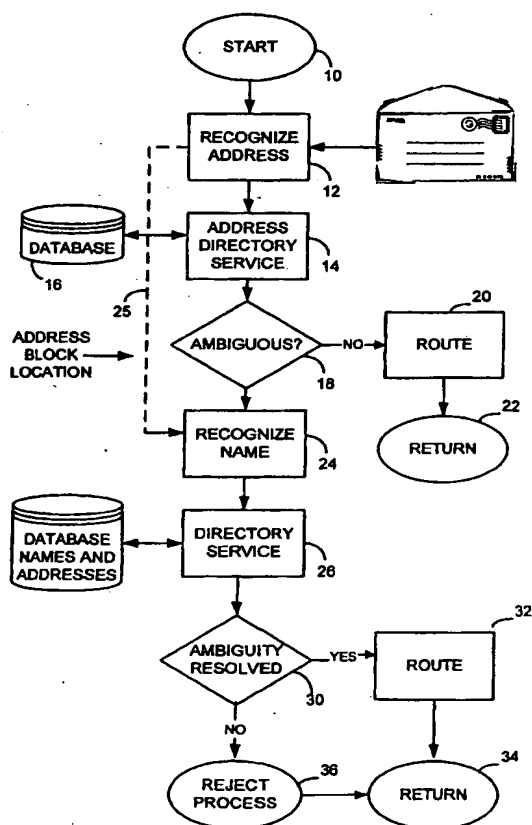 START
10
RECOGNIZE
ADDRESS
12
DATABASE
16
ADDRESS
DIRECTORY
SERVICE
14
25
ADDRESS
BLOCK
LOCATION
AMBIGUOUS?
18
NO
20
ROUTE
22
RETURN
RECOGNIZE
NAME
24
DATABASE
NAMES AND
ADDRESSES
DIRECTORY
SERVICE
26
AMBIGUITY
RESOLVED
30
YES
32
ROUTE
NO
REJECT
PROCESS
36
RETURN
34